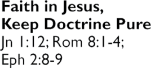 Faith in Jesus,
Keep Doctrine Pure
Jn 1:12; Rom 8:1-4;
Eph 2:8-9